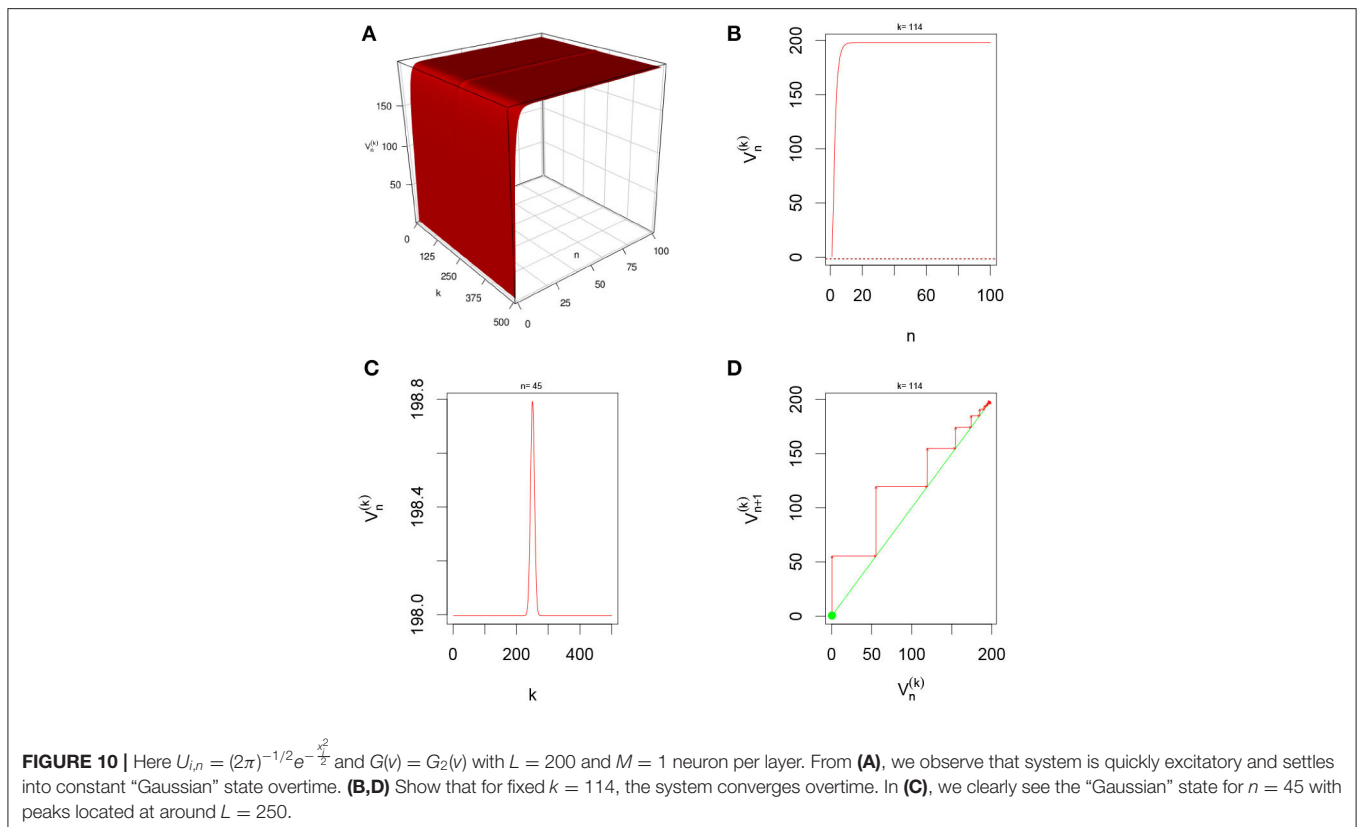 A
150
V_n^(k) 100
50
0
125
250
k
375
500
0
25
50
n
75
100
B
k= 114
V_n^(k)
200
150
100
50
0
0 20 60 100
n
C
n= 45
V_n^(k)
198.8
198.4
198.0
0 200 400
k
D
k= 114
V_{n+1}^(k)
200
150
100
50
0
0 50 100 200
V_n^(k)
FIGURE 10 | Here U_{i,n} = (2π)^{−1/2}e^{−x_i^2/2} and G(v) = G_2(v) with L = 200 and M = 1 neuron per layer. From (A), we observe that system is quickly excitatory and settles
into constant “Gaussian” state overtime. (B,D) Show that for fixed k = 114, the system converges overtime. In (C), we clearly see the “Gaussian” state for n = 45 with
peaks located at around L = 250.